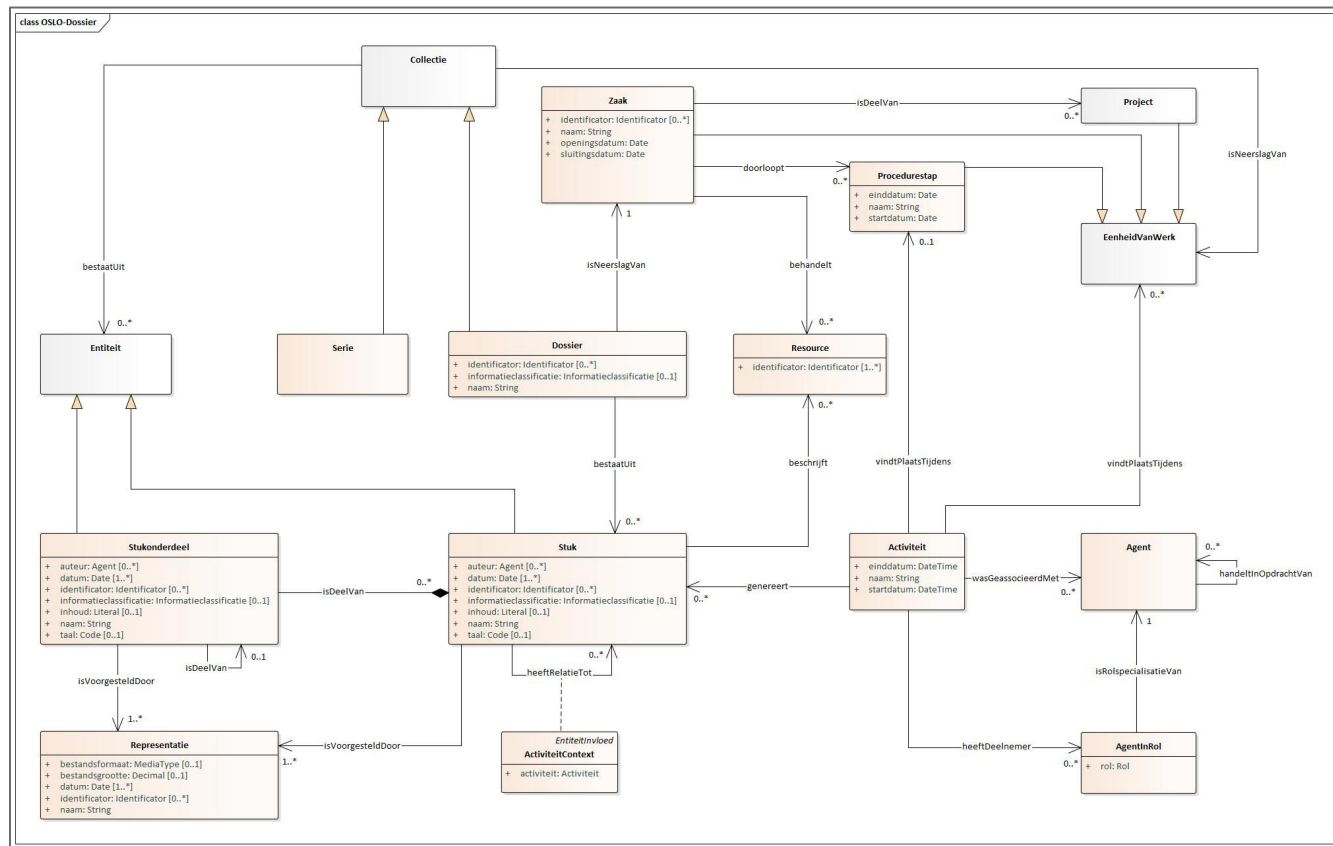 class OSLO-Dossier
Collectie
Zaak
+ identificator: Identificator [0..*]
+ naam: String
+ openingsdatum: Date
+ sluitingsdatum: Date
isDeelVan
0..*
Project
isNeerslagVan
doorloopt
0..*
Procedurestap
+ einddatum: Date
+ naam: String
+ startdatum: Date
1
0..1
EenheidVanWerk
0..*
bestaatUit
0..*
isNeerslagVan
behandelt
0..*
Entiteit
Serie
Dossier
+ identificator: Identificator [0..*]
+ informatieclassificatie: Informatieclassificatie [0..1]
+ naam: String
Resource
+ identificator: Identificator [1..*]
0..*
bestaatUit
0..*
beschrijft
vindtPlaatsTijdens
vindtPlaatsTijdens
Stukonderdeel
+ auteur: Agent [0..*]
+ datum: Date [1..*]
+ identificator: Identificator [0..*]
+ informatieclassificatie: Informatieclassificatie [0..1]
+ inhoud: Literal [0..1]
+ naam: String
+ taal: Code [0..1]
isDeelVan
0..*
Stuk
+ auteur: Agent [0..*]
+ datum: Date [1..*]
+ identificator: Identificator [0..*]
+ informatieclassificatie: Informatieclassificatie [0..1]
+ inhoud: Literal [0..1]
+ naam: String
+ taal: Code [0..1]
genereert
0..*
Activiteit
+ einddatum: DateTime
+ naam: String
+ startdatum: DateTime
wasGeassocieerdMet
0..*
Agent
0..*
handeltInOpdrachtVan
1
isDeelVan
0..1
isVoorgesteldDoor
1..*
heeftRelatieTot
0..*
isRolspecialisatieVan
Representatie
+ bestandsformaat: MediaType [0..1]
+ bestandsgrootte: Decimal [0..1]
+ datum: Date [1..*]
+ identificator: Identificator [0..*]
+ naam: String
isVoorgesteldDoor
1..*
EntiteitInvloed
ActiviteitContext
+ activiteit: Activiteit
heeftDeelnemer
0..*
AgentInRol
+ rol: Rol